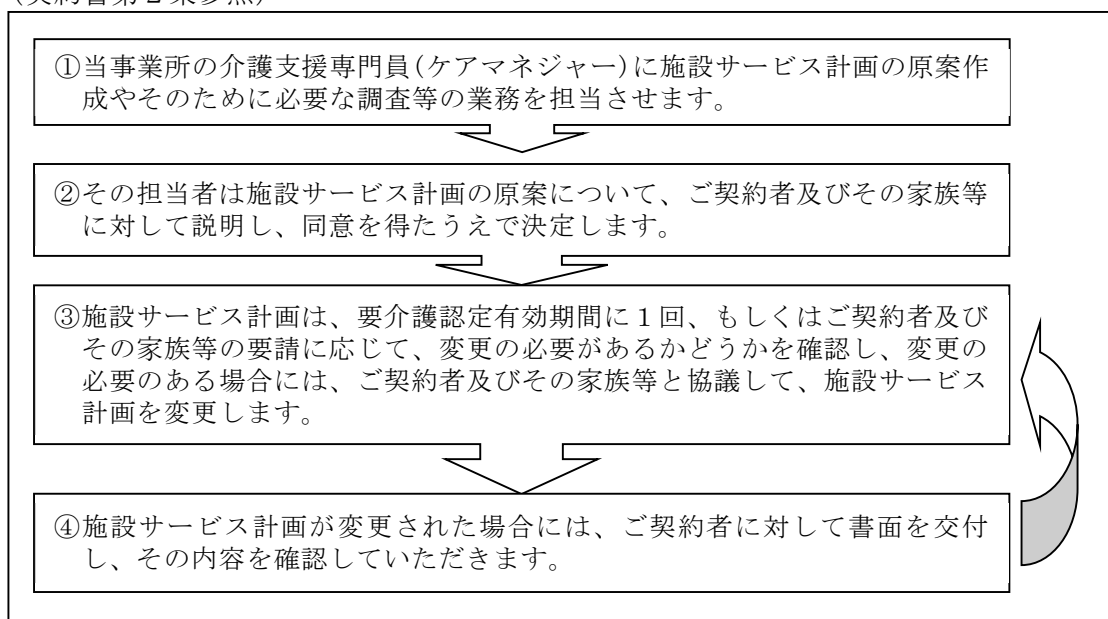 ①当事業所の介護支援専門員(ケアマネジャー)に施設サービス計画の原案作
成やそのために必要な調査等の業務を担当させます。
②その担当者は施設サービス計画の原案について、ご契約者及びその家族等
に対して説明し、同意を得たうえで決定します。
③施設サービス計画は、要介護認定有効期間に１回、もしくはご契約者及び
その家族等の要請に応じて、変更の必要があるかどうかを確認し、変更の
必要のある場合には、ご契約者及びその家族等と協議して、施設サービス
計画を変更します。
④施設サービス計画が変更された場合には、ご契約者に対して書面を交付
し、その内容を確認していただきます。